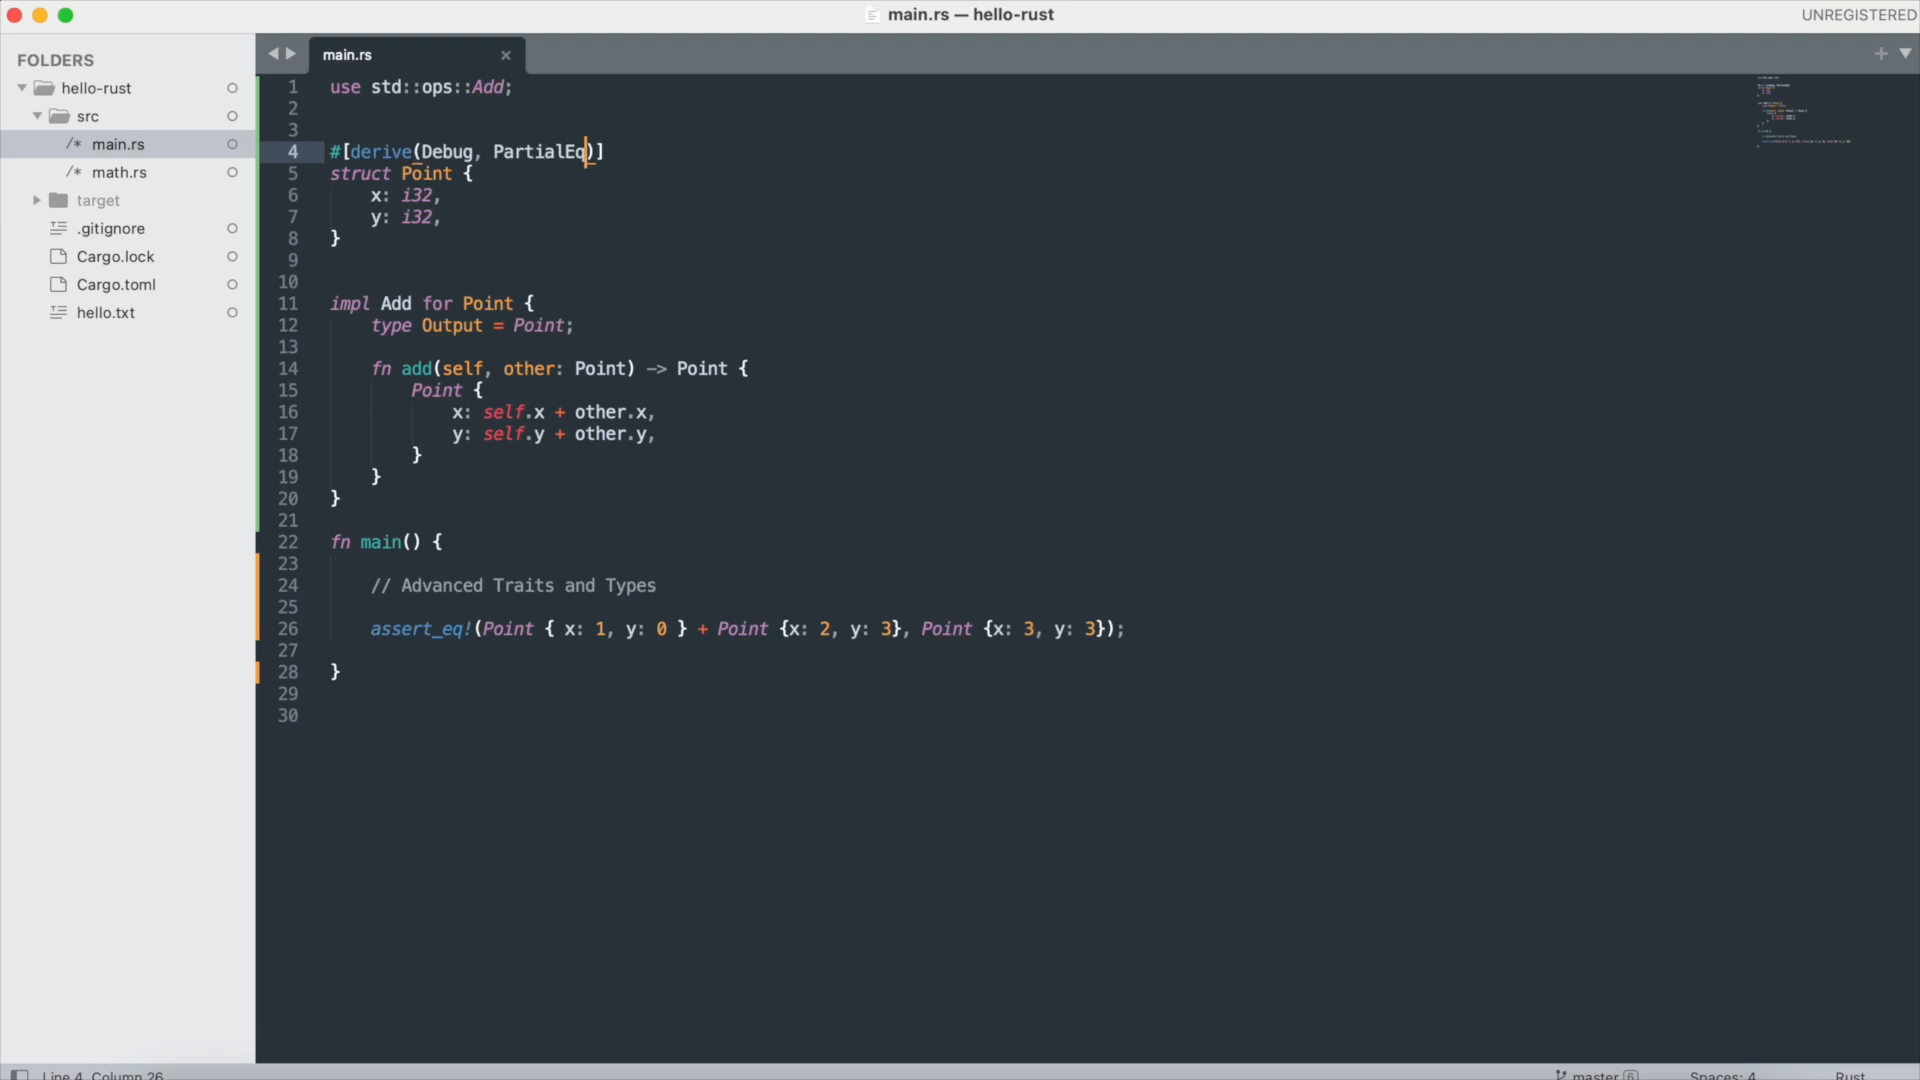 main.rs — hello-rust
UNREGISTERED
FOLDERS
hello-rust
src
/* main.rs
/* math.rs
target
.gitignore
Cargo.lock
Cargo.toml
hello.txt
main.rs
1 use std::ops::Add;
2
3
4 #[derive(Debug, PartialEq)]
5 struct Point {
6     x: i32,
7     y: i32,
8 }
9
10
11 impl Add for Point {
12     type Output = Point;
13
14     fn add(self, other: Point) -> Point {
15         Point {
16             x: self.x + other.x,
17             y: self.y + other.y,
18         }
19     }
20 }
21
22 fn main() {
23
24     // Advanced Traits and Types
25
26     assert_eq!(Point { x: 1, y: 0 } + Point {x: 2, y: 3}, Point {x: 3, y: 3});
27
28 }
29
30
Line 4, Column 26
master 6
Spaces: 4
Rust